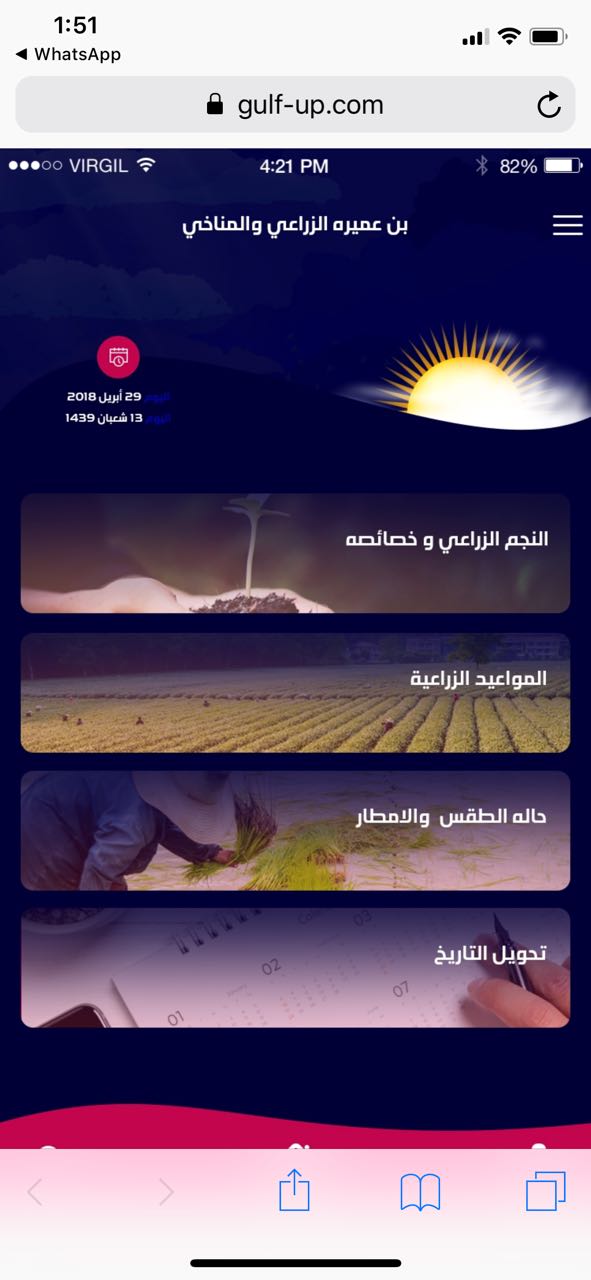 1:51
◀ WhatsApp
gulf-up.com
VIRGIL 4:21 PM 82%
بن عميره الزراعي والمناخي
اليوم 29 أبريل 2018
اليوم 13 شعبان 1439
النجم الزراعي و خصائصه
المواعيد الزراعية
حاله الطقس والامطار
تحويل التاريخ
01
02
03
07